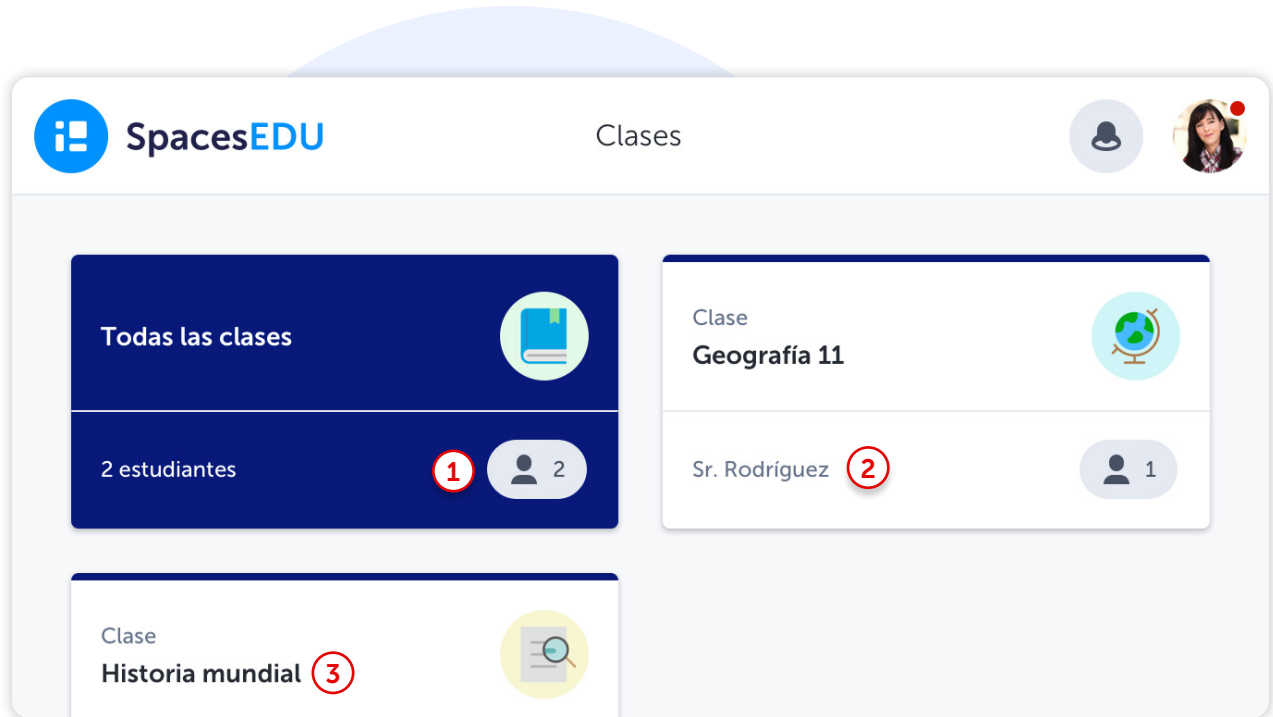 SpacesEDU
Clases
Todas las clases
2 estudiantes
1
2
Clase
Geografía 11
Sr. Rodríguez
2
1
Clase
Historia mundial
3